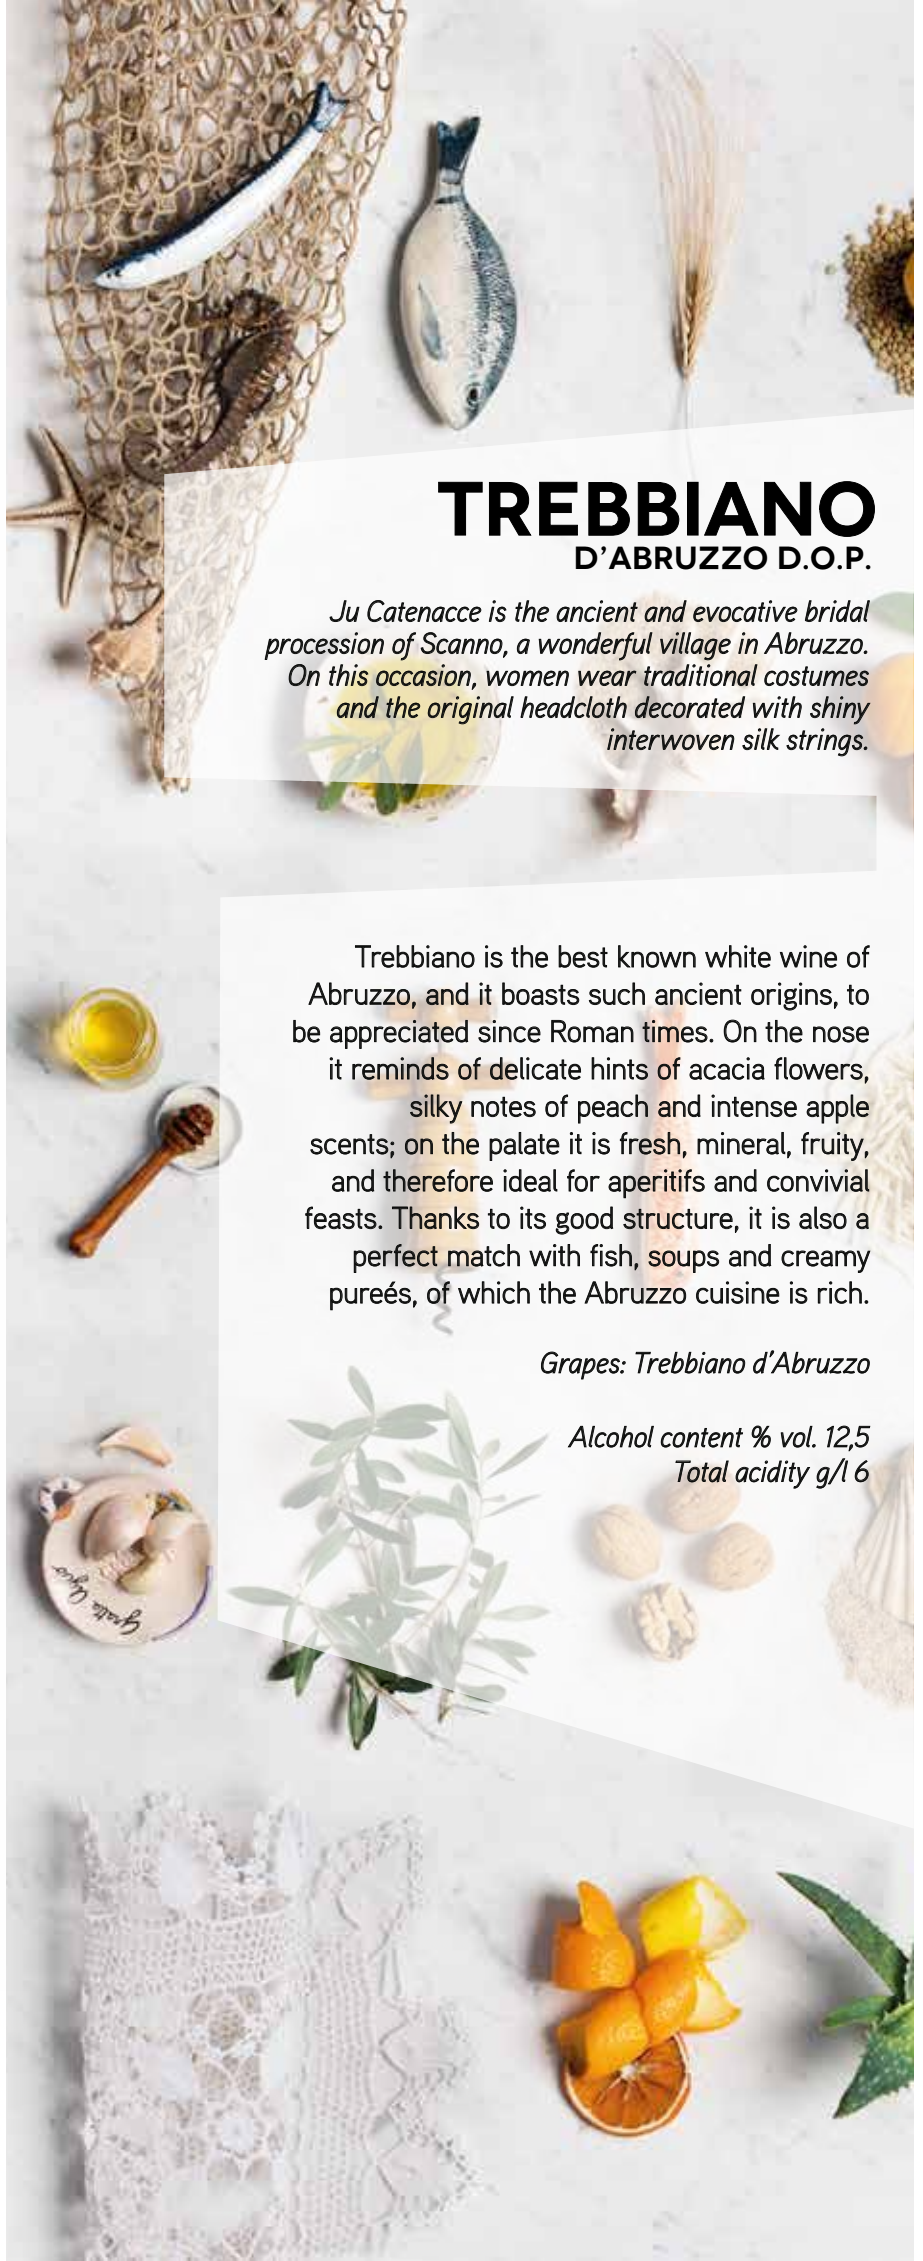 TREBBIANO
D'ABRUZZO D.O.P.
Ju Catenacce is the ancient and evocative bridal
procession of Scanno, a wonderful village in Abruzzo.
On this occasion, women wear traditional costumes
and the original headcloth decorated with shiny
interwoven silk strings.
Trebbiano is the best known white wine of
Abruzzo, and it boasts such ancient origins, to
be appreciated since Roman times. On the nose
it reminds of delicate hints of acacia flowers,
silky notes of peach and intense apple
scents; on the palate it is fresh, mineral, fruity,
and therefore ideal for aperitifs and convivial
feasts. Thanks to its good structure, it is also a
perfect match with fish, soups and creamy
pureés, of which the Abruzzo cuisine is rich.
Grapes: Trebbiano d'Abruzzo
Alcohol content % vol. 12,5
Total acidity g/l 6
Gratta Aglio